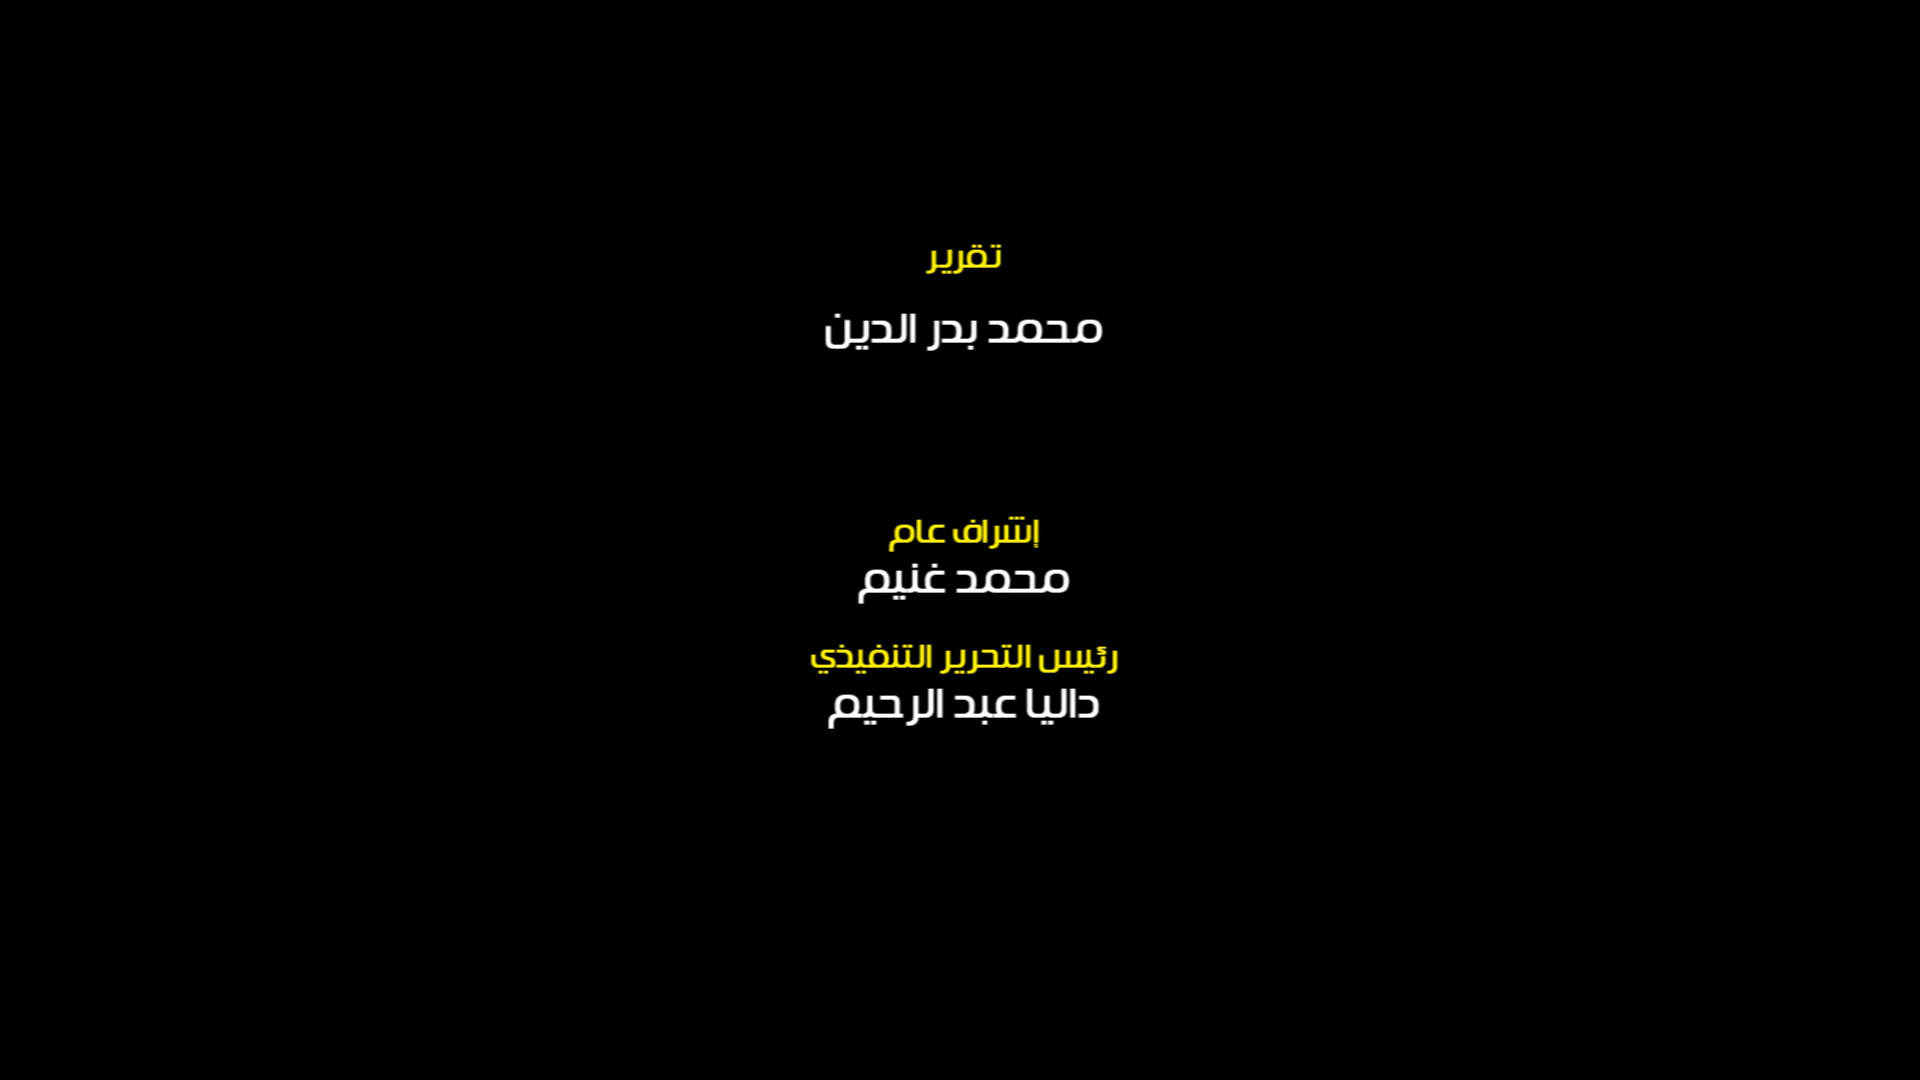 تقرير
محمد بدر الدين
إشراف عام
محمد غنيم
رئيس التحرير التنفيذي
داليا عبد الرحيم